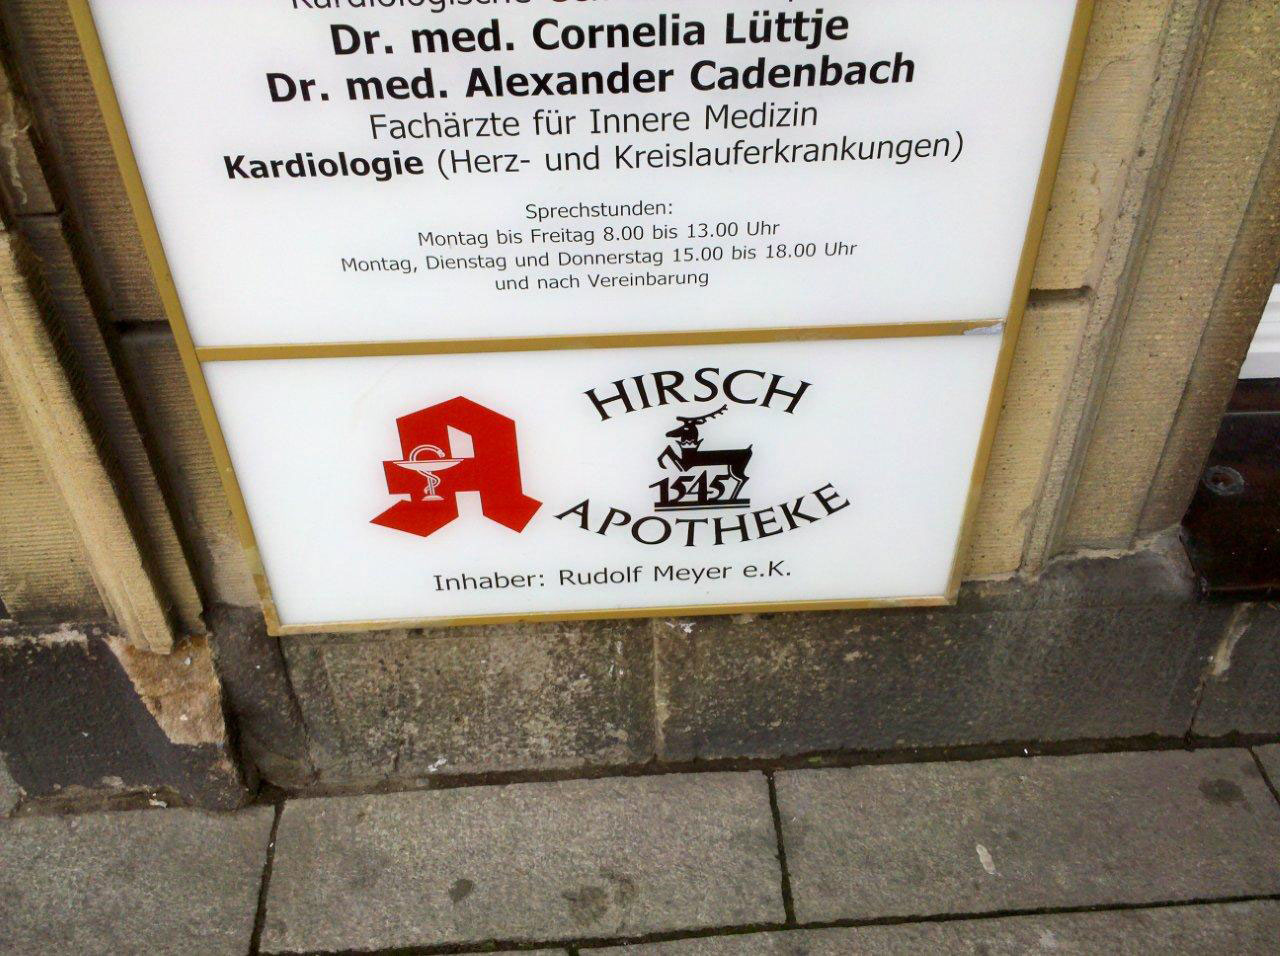 Kardiologische
Dr. med. Cornelia Lüttje
Dr. med. Alexander Cadenbach
Fachärzte für Innere Medizin
Kardiologie (Herz- und Kreislauferkrankungen)
Sprechstunden:
Montag bis Freitag 8.00 bis 13.00 Uhr
Montag, Dienstag und Donnerstag 15.00 bis 18.00 Uhr
und nach Vereinbarung
A
HIRSCH
1545
APOTHEKE
Inhaber: Rudolf Meyer e.K.